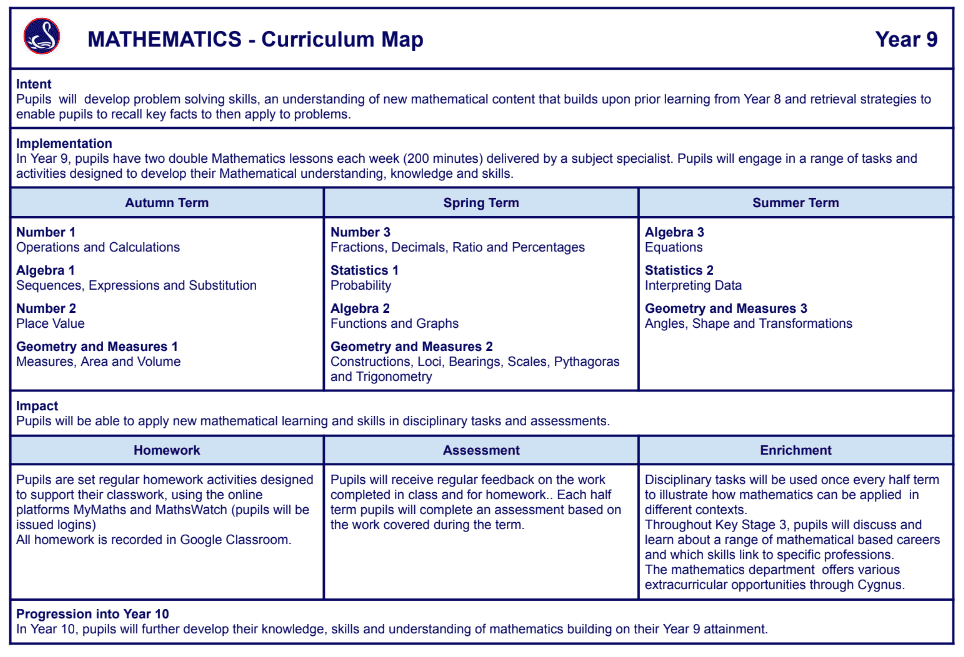 MATHEMATICS - Curriculum Map
Year 9
Intent
Pupils will develop problem solving skills, an understanding of new mathematical content that builds upon prior learning from Year 8 and retrieval strategies to
enable pupils to recall key facts to then apply to problems.
Implementation
In Year 9, pupils have two double Mathematics lessons each week (200 minutes) delivered by a subject specialist. Pupils will engage in a range of tasks and
activities designed to develop their Mathematical understanding, knowledge and skills.
Autumn Term
Number 1
Operations and Calculations
Algebra 1
Sequences, Expressions and Substitution
Number 2
Place Value
Geometry and Measures 1
Measures, Area and Volume
Spring Term
Number 3
Fractions, Decimals, Ratio and Percentages
Statistics 1
Probability
Algebra 2
Functions and Graphs
Geometry and Measures 2
Constructions, Loci, Bearings, Scales, Pythagoras
and Trigonometry
Summer Term
Algebra 3
Equations
Statistics 2
Interpreting Data
Geometry and Measures 3
Angles, Shape and Transformations
Impact
Pupils will be able to apply new mathematical learning and skills in disciplinary tasks and assessments.
Homework
Pupils are set regular homework activities designed
to support their classwork, using the online
platforms MyMaths and MathsWatch (pupils will be
issued logins)
All homework is recorded in Google Classroom.
Assessment
Pupils will receive regular feedback on the work
completed in class and for homework.. Each half
term pupils will complete an assessment based on
the work covered during the term.
Enrichment
Disciplinary tasks will be used once every half term
to illustrate how mathematics can be applied in
different contexts.
Throughout Key Stage 3, pupils will discuss and
learn about a range of mathematical based careers
and which skills link to specific professions.
The mathematics department offers various
extracurricular opportunities through Cygnus.
Progression into Year 10
In Year 10, pupils will further develop their knowledge, skills and understanding of mathematics building on their Year 9 attainment.